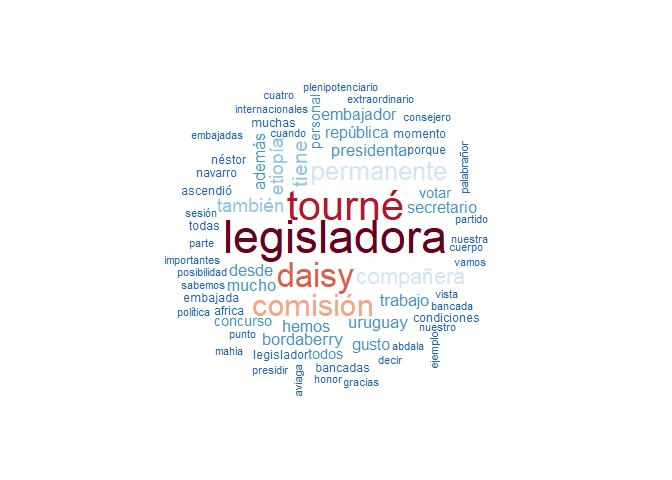 plenipotenciario
cuatro
extraordinario
internacionales
personal
embajador
consejero
muchas
embajadas
cuando
república
momento
además
etiopía
tiene
presidenta
porque
palabrañor
néstor
navarro
permanente
ascendió
también
tourné
votar
secretario
sesión
partido
todas
legisladora
nuestra
parte
cuerpo
importantes
vamos
posibilidad
desde
daisy
compañera
sabemos
mucho
embajada
comisión
trabajo
vista
bancada
política
africa
concurso
hemos
uruguay
condiciones
nuestro
punto
bordaberry
gusto
abdala
ejemplo
mahia
legislador
todos
decir
presidir
aviaga
bancadas
honor
gracias